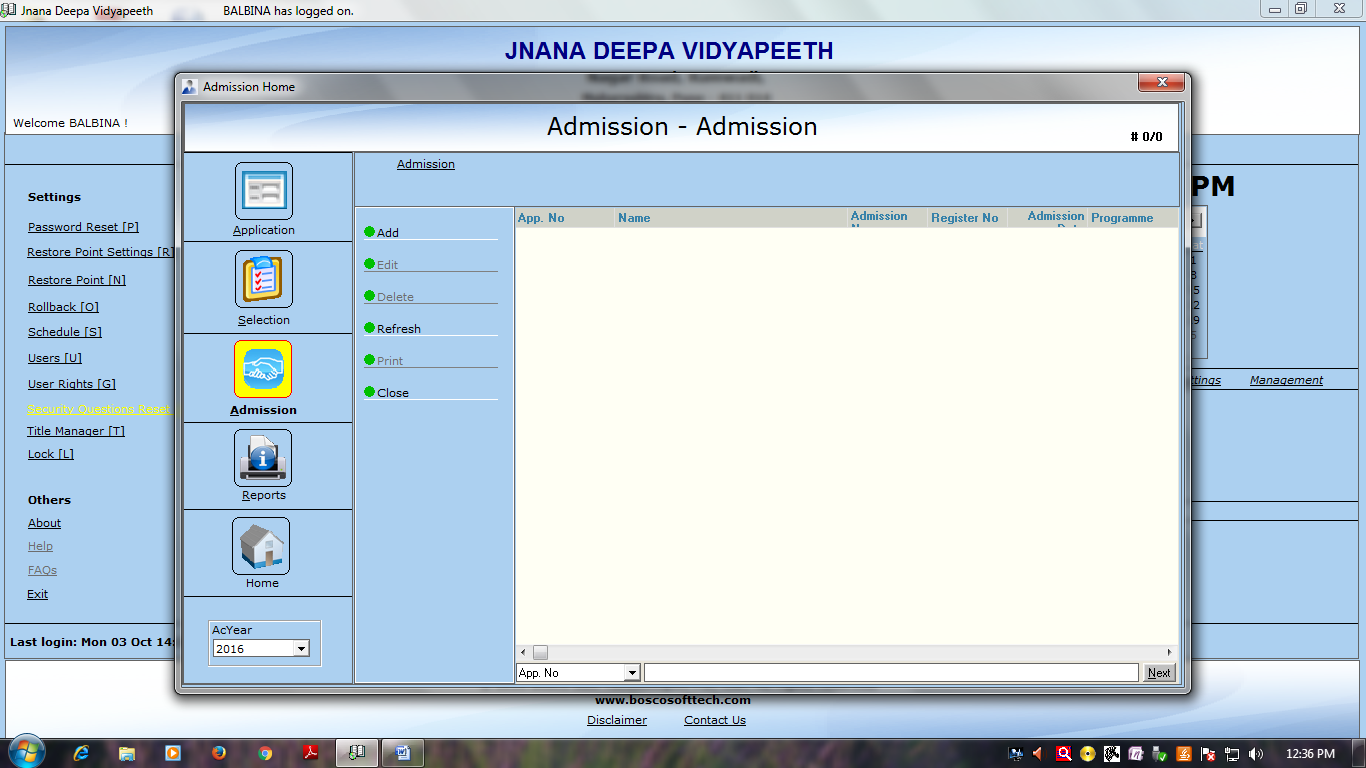 Jnana Deepa Vidyapeeth BALBINA has logged on.
JNANA DEEPA VIDYAPEETH
Welcome BALBINA !
Admission Home
Admission - Admission
# 0/0
Settings
Password Reset [P]
Restore Point Settings [R]
Restore Point [N]
Rollback [O]
Schedule [S]
Users [U]
User Rights [G]
Security Questions Reset
Title Manager [T]
Lock [L]
Others
About
Help
FAQs
Exit
Last login: Mon 03 Oct 14:
Application
Selection
Admission
Reports
Home
AcYear
2016
Admission
Add
Edit
Delete
Refresh
Print
Close
App. No Name Admission Register No Admission Programme
App. No
Next
PM
Management
www.boscosofttech.com
Disclaimer Contact Us
12:36 PM